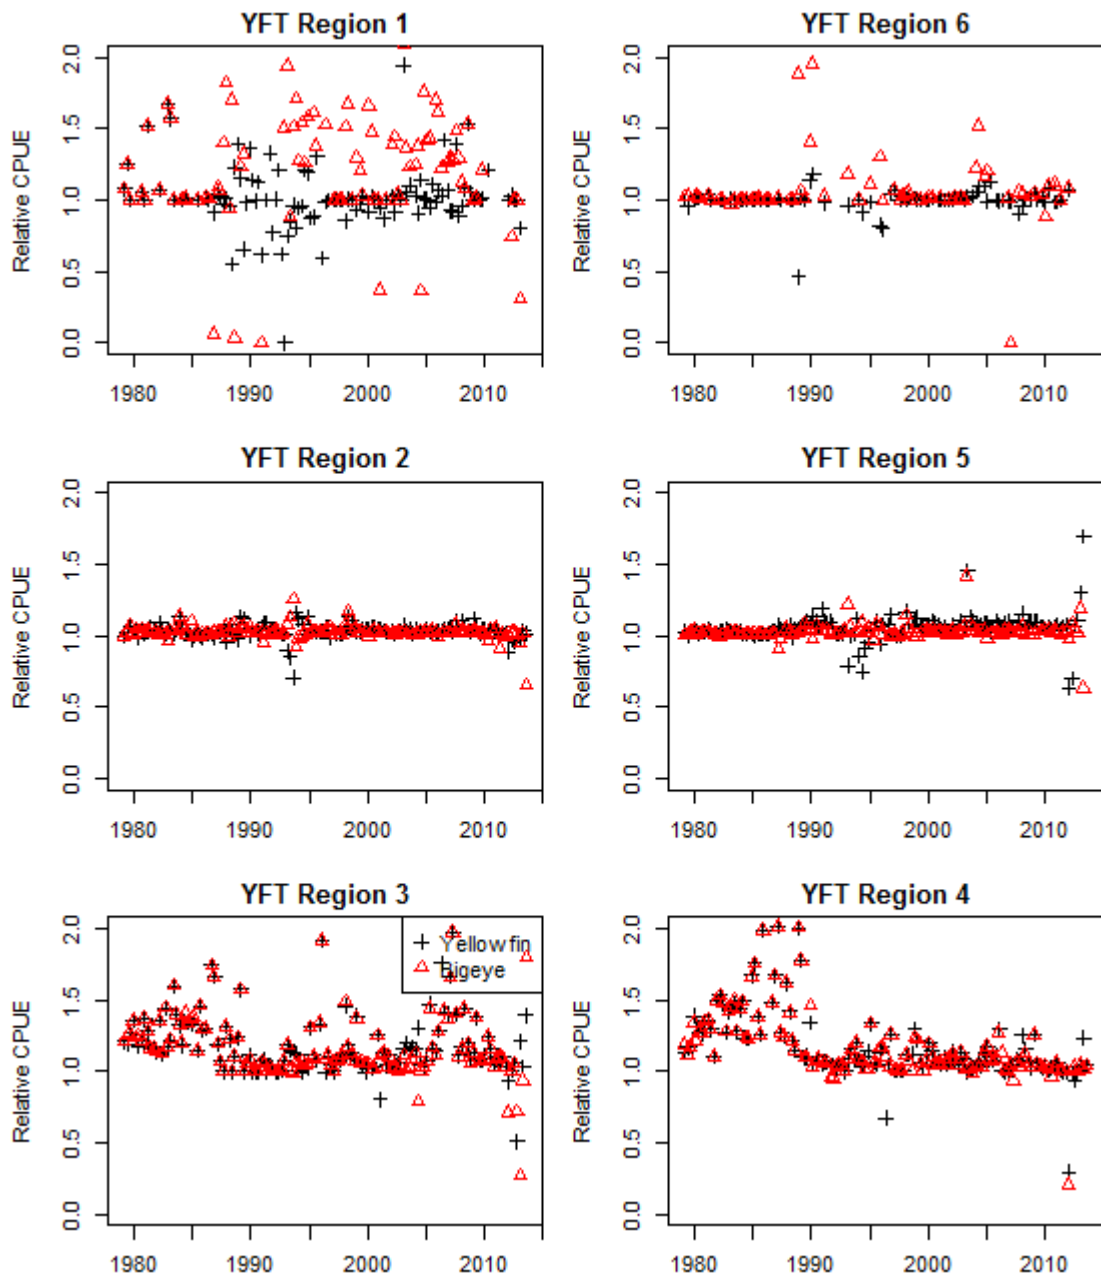 YFT Region 1
Relative CPUE
2.0
1.5
1.0
0.5
0.0
1980 1990 2000 2010
YFT Region 6
Relative CPUE
2.0
1.5
1.0
0.5
0.0
1980 1990 2000 2010
YFT Region 2
Relative CPUE
2.0
1.5
1.0
0.5
0.0
1980 1990 2000 2010
YFT Region 5
Relative CPUE
2.0
1.5
1.0
0.5
0.0
1980 1990 2000 2010
YFT Region 3
Relative CPUE
2.0
1.5
1.0
0.5
0.0
1980 1990 2000 2010
Yellowfin
Bigeye
YFT Region 4
Relative CPUE
2.0
1.5
1.0
0.5
0.0
1980 1990 2000 2010